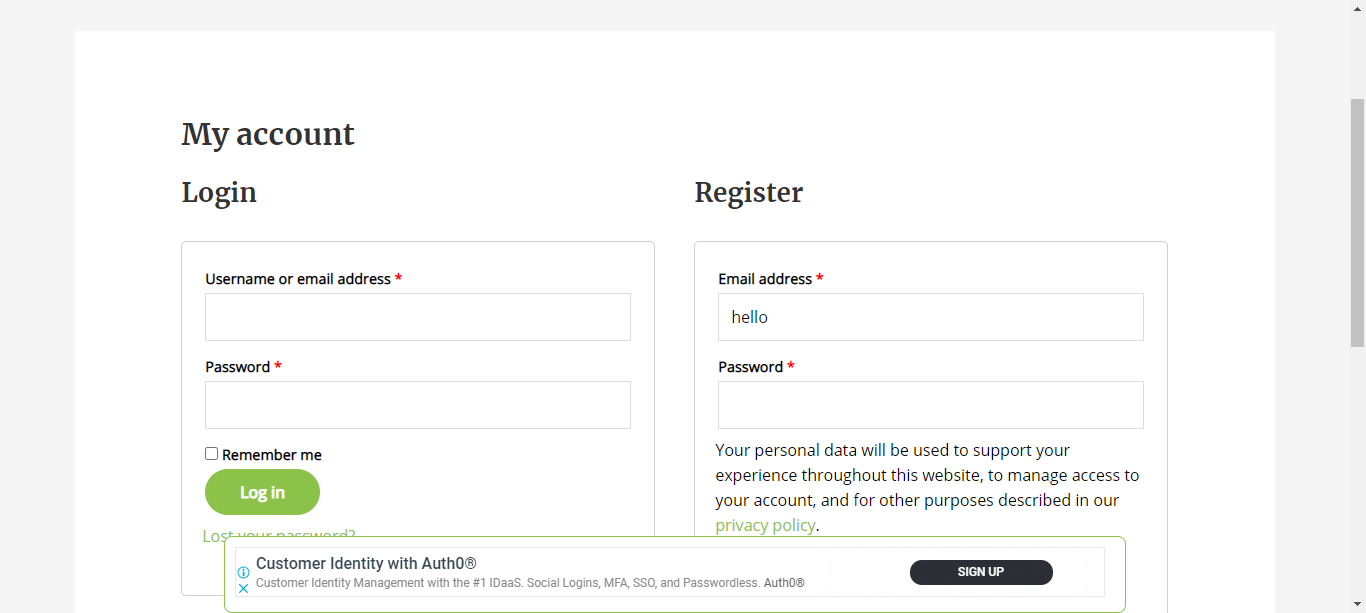 My account
Login
Username or email address *
Password *
Remember me
Log in
Lost your password?
Register
Email address *
hello
Password *
Your personal data will be used to support your
experience throughout this website, to manage access to
your account, and for other purposes described in our
privacy policy.
Customer Identity with Auth0®
Customer Identity Management with the #1 IDaaS. Social Logins, MFA, SSO, and Passwordless. Auth0®
SIGN UP